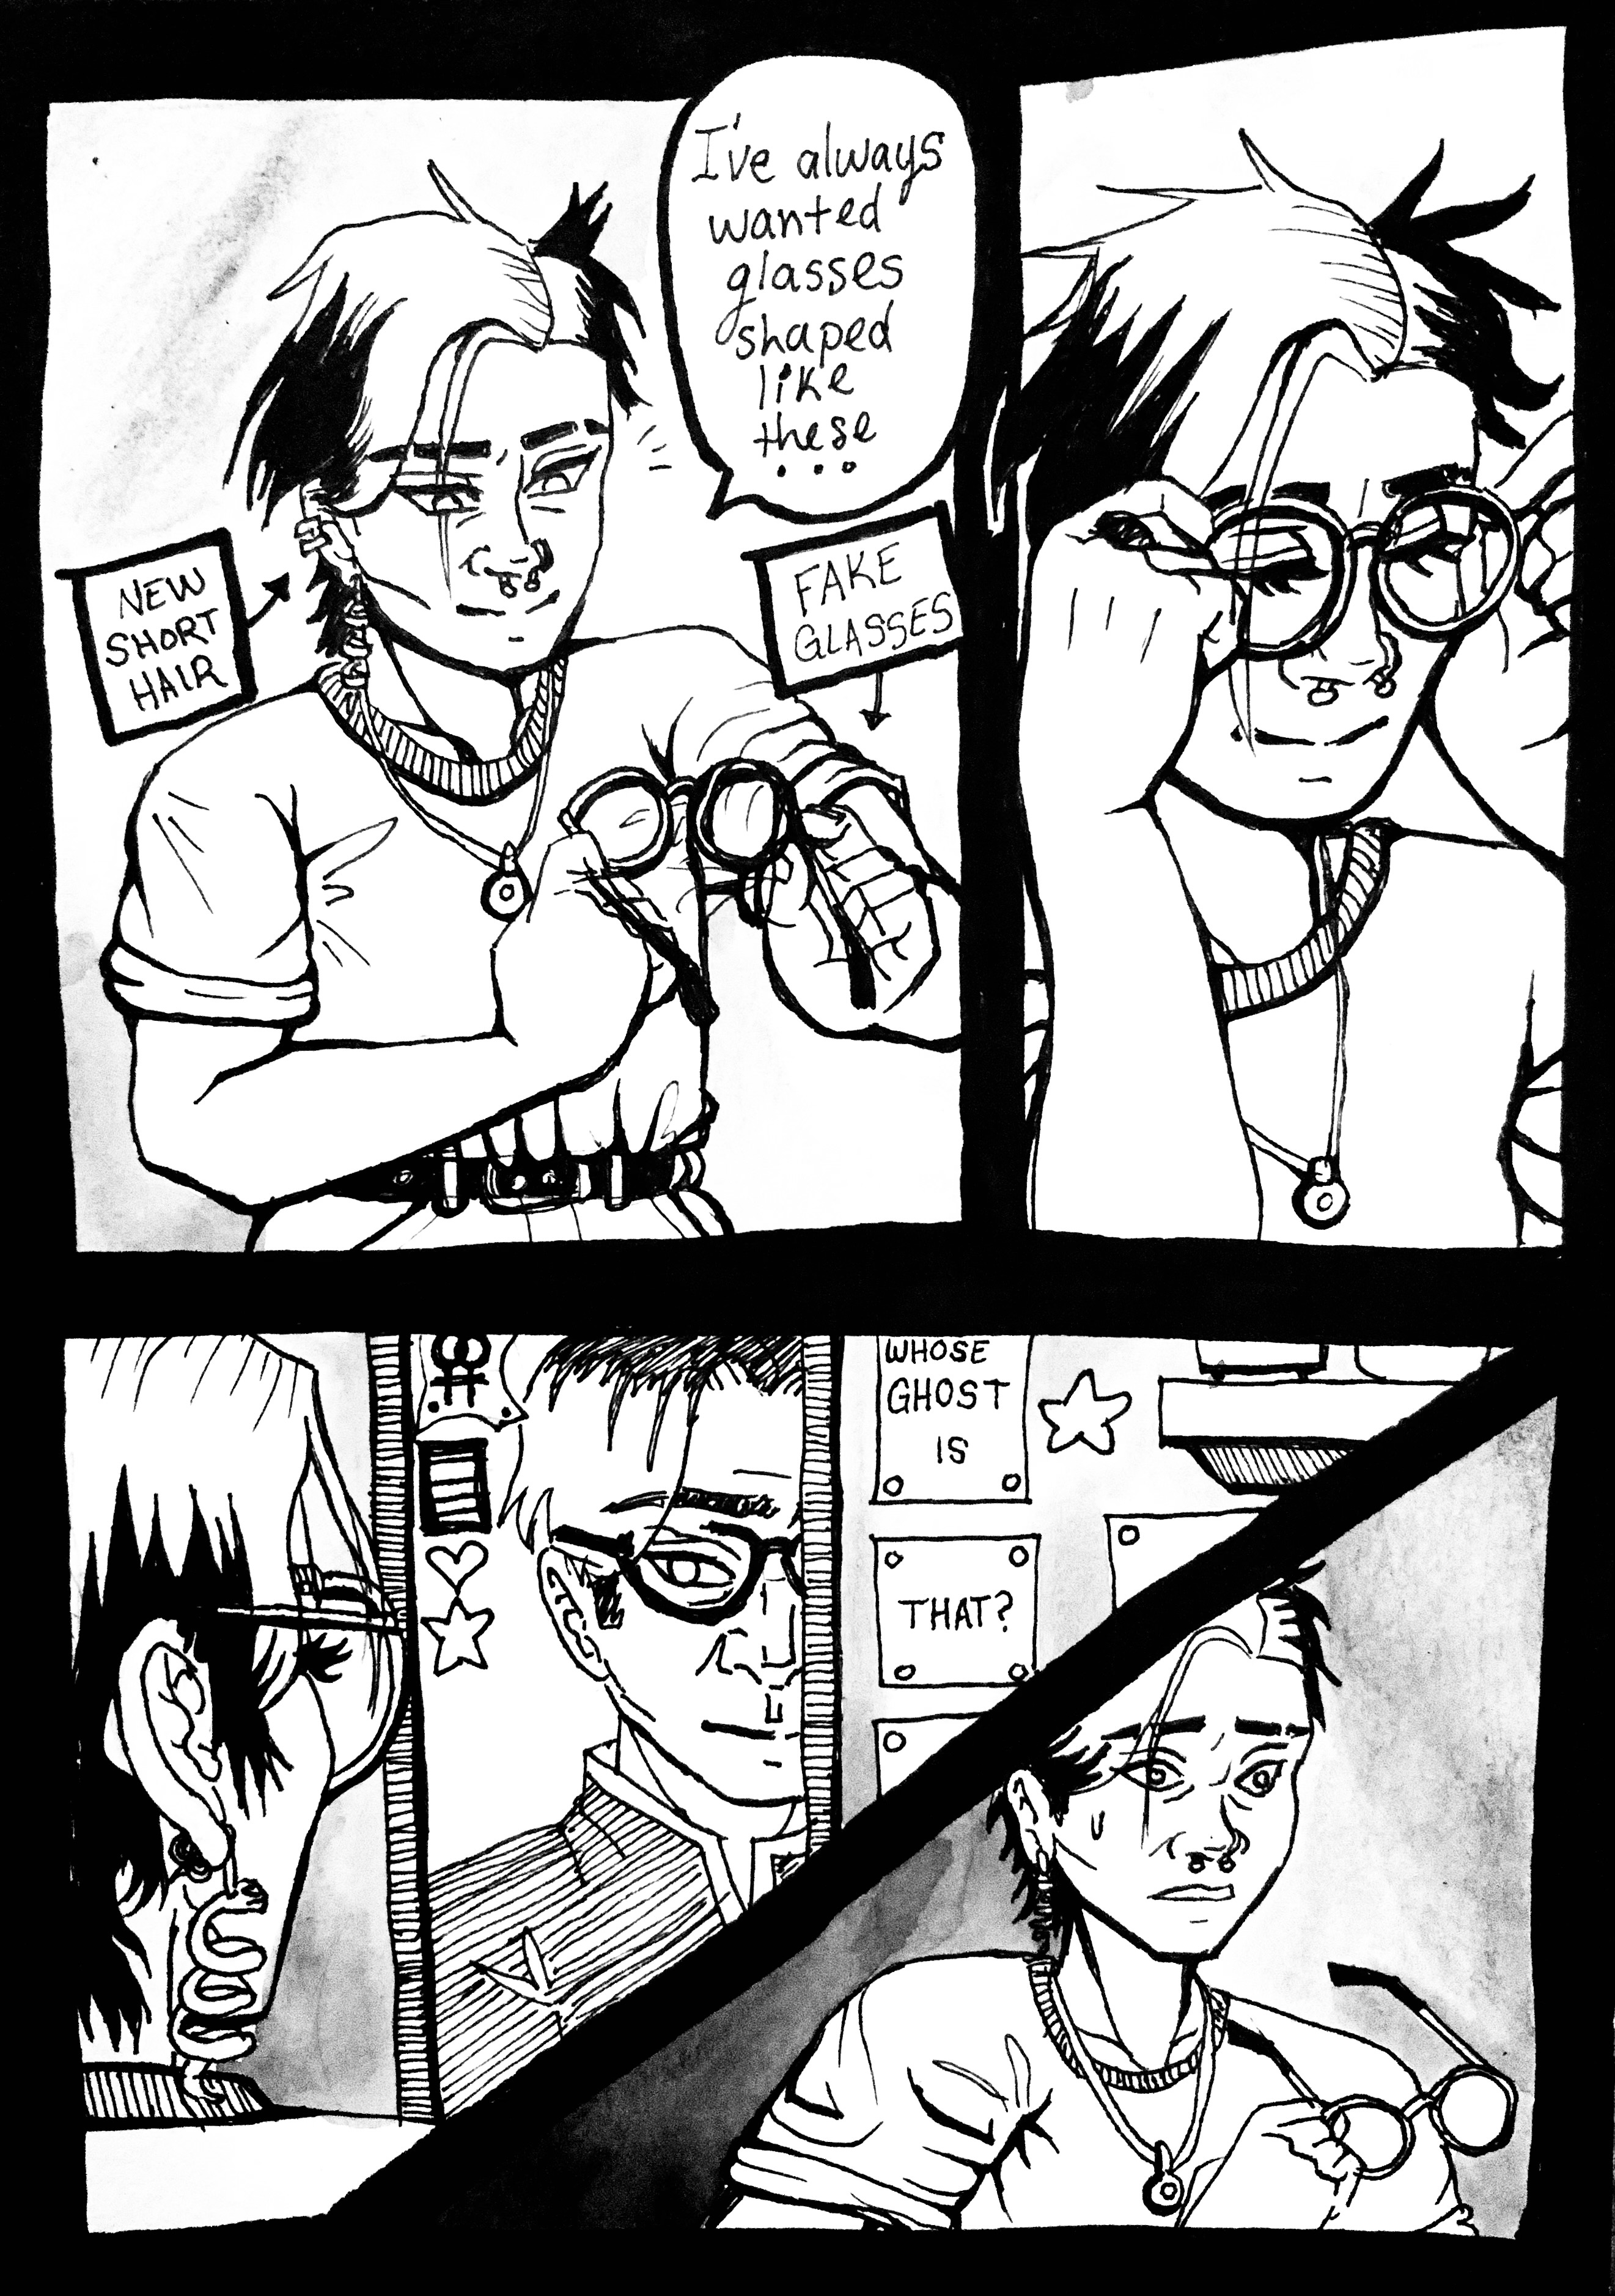 I've always
wanted
glasses
shaped
like
these
...
NEW
SHORT
HAIR
FAKE
GLASSES
WHOSE
GHOST
IS
THAT?